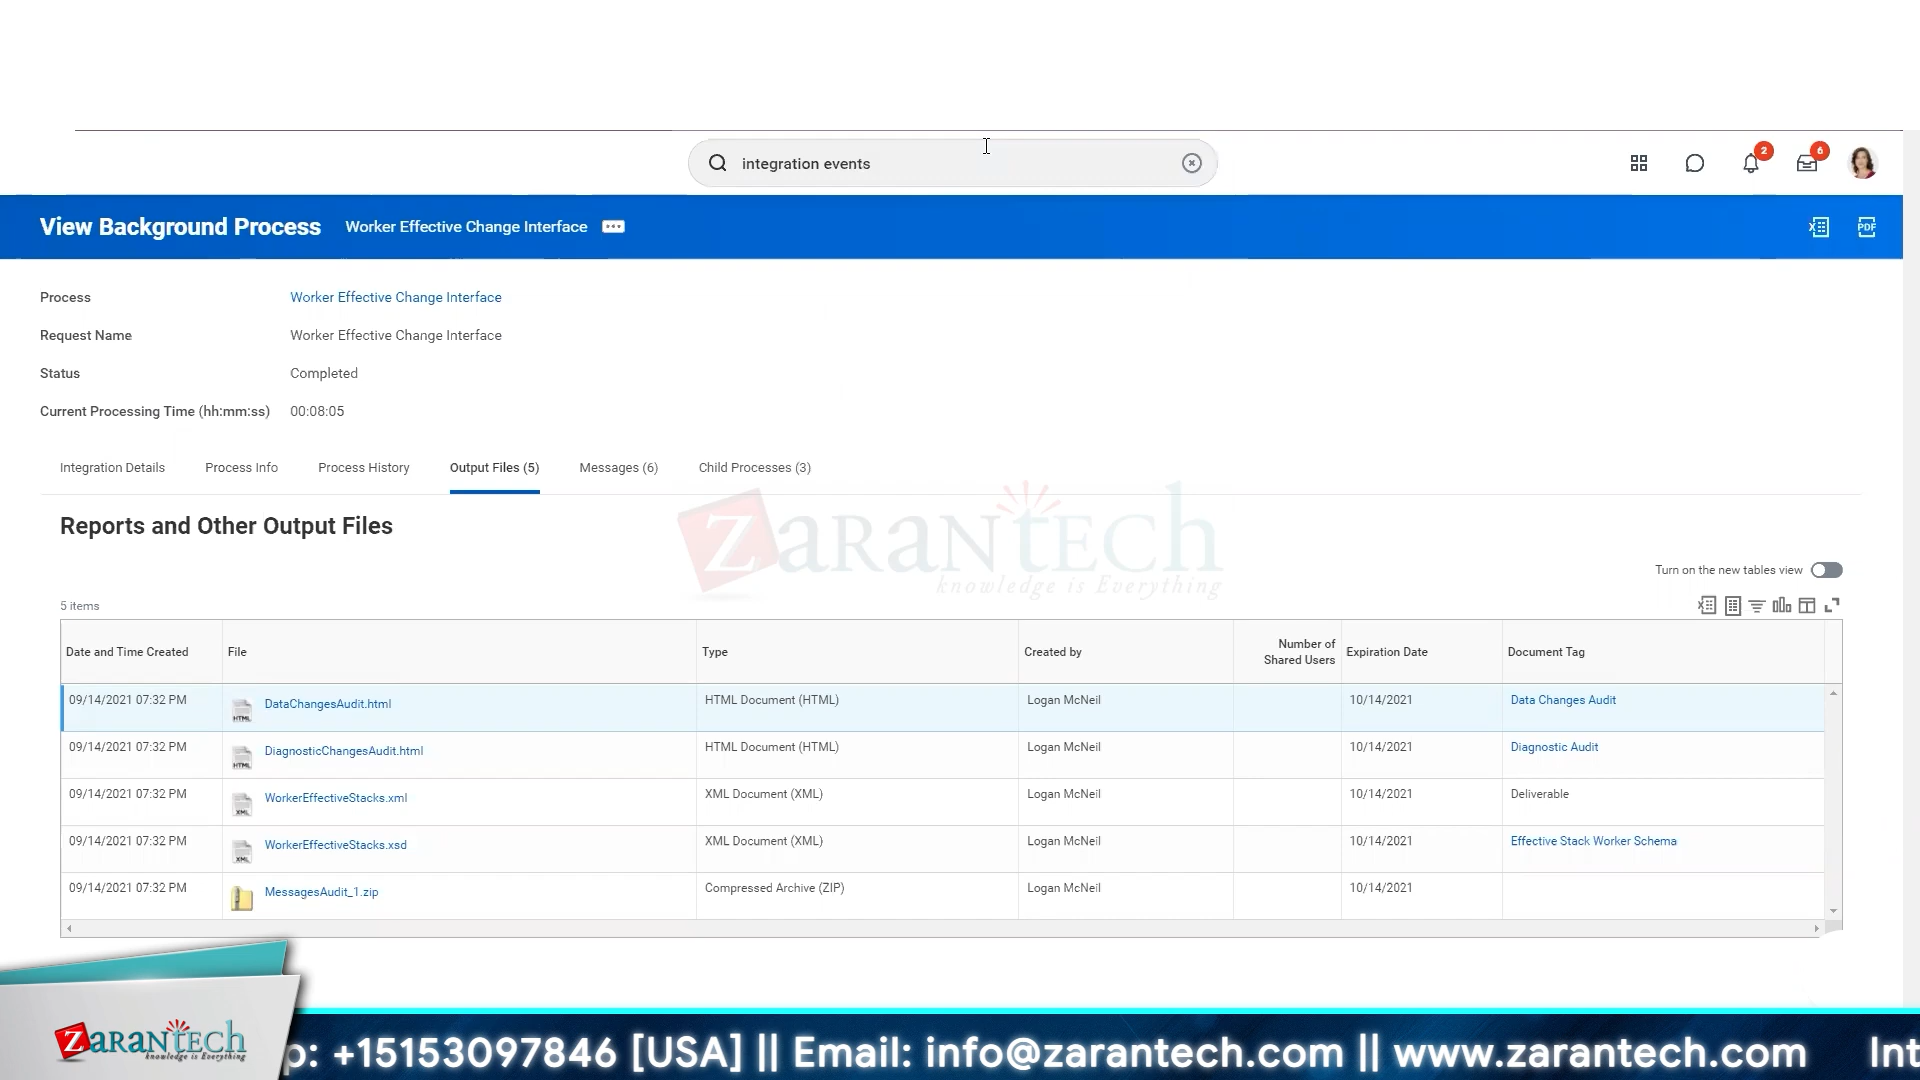 integration events
2
6
View Background Process Worker Effective Change Interface
PDF
Process Worker Effective Change Interface
Request Name Worker Effective Change Interface
Status Completed
Current Processing Time (hh:mm:ss) 00:08:05
Integration Details Process Info Process History Output Files (5) Messages (6) Child Processes (3)
ZaranTech
knowledge is Everything
Reports and Other Output Files
Turn on the new tables view
5 items
Date and Time Created File Type Created by Number of Shared Users Expiration Date Document Tag
09/14/2021 07:32 PM HTML DataChangesAudit.html HTML Document (HTML) Logan McNeil 10/14/2021 Data Changes Audit
09/14/2021 07:32 PM HTML DiagnosticChangesAudit.html HTML Document (HTML) Logan McNeil 10/14/2021 Diagnostic Audit
09/14/2021 07:32 PM XML WorkerEffectiveStacks.xml XML Document (XML) Logan McNeil 10/14/2021 Deliverable
09/14/2021 07:32 PM XML WorkerEffectiveStacks.xsd XML Document (XML) Logan McNeil 10/14/2021 Effective Stack Worker Schema
09/14/2021 07:32 PM MessagesAudit_1.zip Compressed Archive (ZIP) Logan McNeil 10/14/2021
ZaranTech
knowledge is Everything
p: +15153097846 [USA] || Email: info@zarantech.com || www.zarantech.com Int